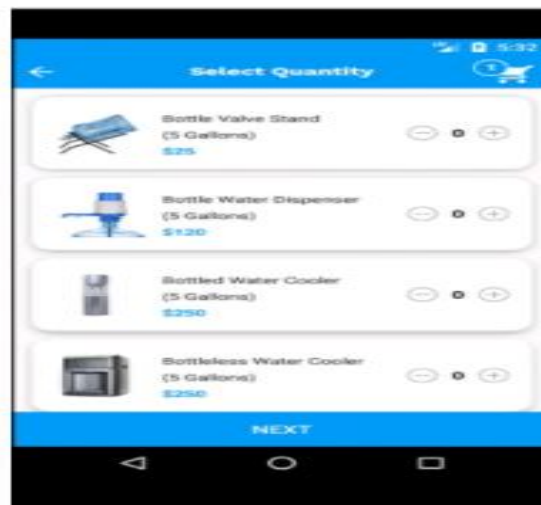 5:32
Select Quantity
1
Bottle Valve Stand
(5 Gallons)
$25
0
Bottle Water Dispenser
(5 Gallons)
$120
0
Bottled Water Cooler
(5 Gallons)
$250
0
Bottleless Water Cooler
(5 Gallons)
$250
0
NEXT